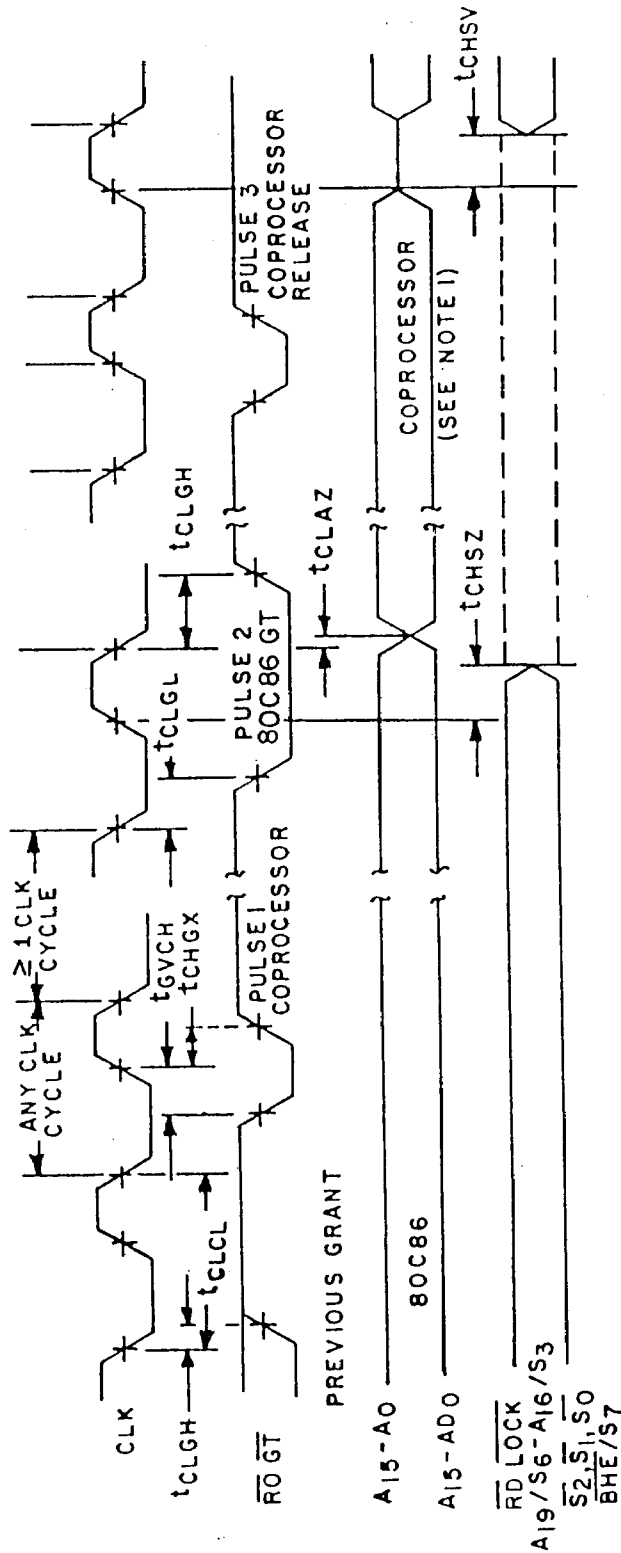 ANY CLK
CYCLE
≥ 1 CLK
CYCLE
CLK
tCLGH
tCLCL
tGVCH
tCHGX
tCLGL
tCLGH
RQ GT
PREVIOUS GRANT
PULSE 1
COPROCESSOR
PULSE 2
80C86 GT
PULSE 3
COPROCESSOR
RELEASE
tCLAZ
A15-A0
80C86
A15-AD0
COPROCESSOR
(SEE NOTE 1)
tCHSZ
tCHSV
RD LOCK
A19/S6-A16/S3
S2,S1,S0
BHE/S7